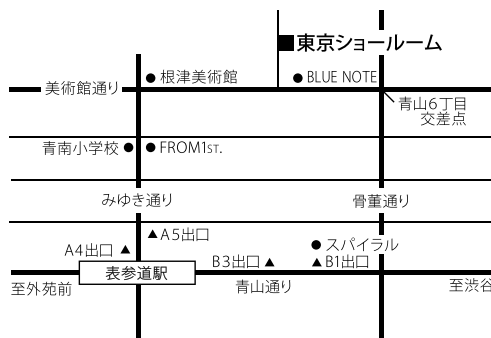 東京ショールーム
根津美術館
BLUE NOTE
美術館通り
青山6丁目
交差点
青南小学校
FROM1ST.
みゆき通り
骨董通り
A5出口
A4出口
スパイラル
B3出口
B1出口
表参道駅
至外苑前
青山通り
至渋谷